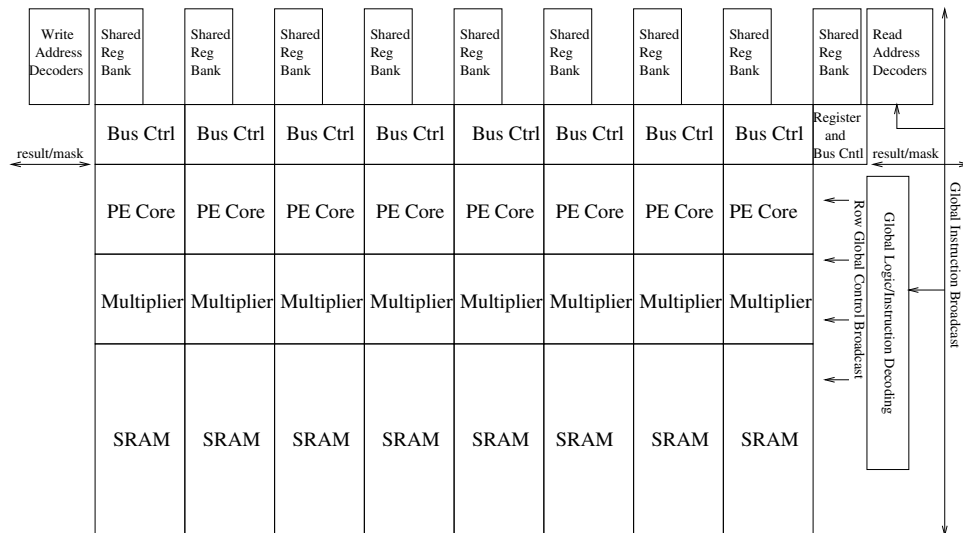 Write
Address
Decoders
Shared
Reg
Bank
Shared
Reg
Bank
Shared
Reg
Bank
Shared
Reg
Bank
Shared
Reg
Bank
Shared
Reg
Bank
Shared
Reg
Bank
Shared
Reg
Bank
Shared
Reg
Bank
Read
Address
Decoders
Bus Ctrl
Bus Ctrl
Bus Ctrl
Bus Ctrl
Bus Ctrl
Bus Ctrl
Bus Ctrl
Bus Ctrl
Register
and
Bus Cntl
result/mask
result/mask
PE Core
PE Core
PE Core
PE Core
PE Core
PE Core
PE Core
PE Core
Multiplier
Multiplier
Multiplier
Multiplier
Multiplier
Multiplier
Multiplier
Multiplier
SRAM
SRAM
SRAM
SRAM
SRAM
SRAM
SRAM
SRAM
Row Global Control Broadcast
Global Logic/Instruction Decoding
Global Instruction Broadcast